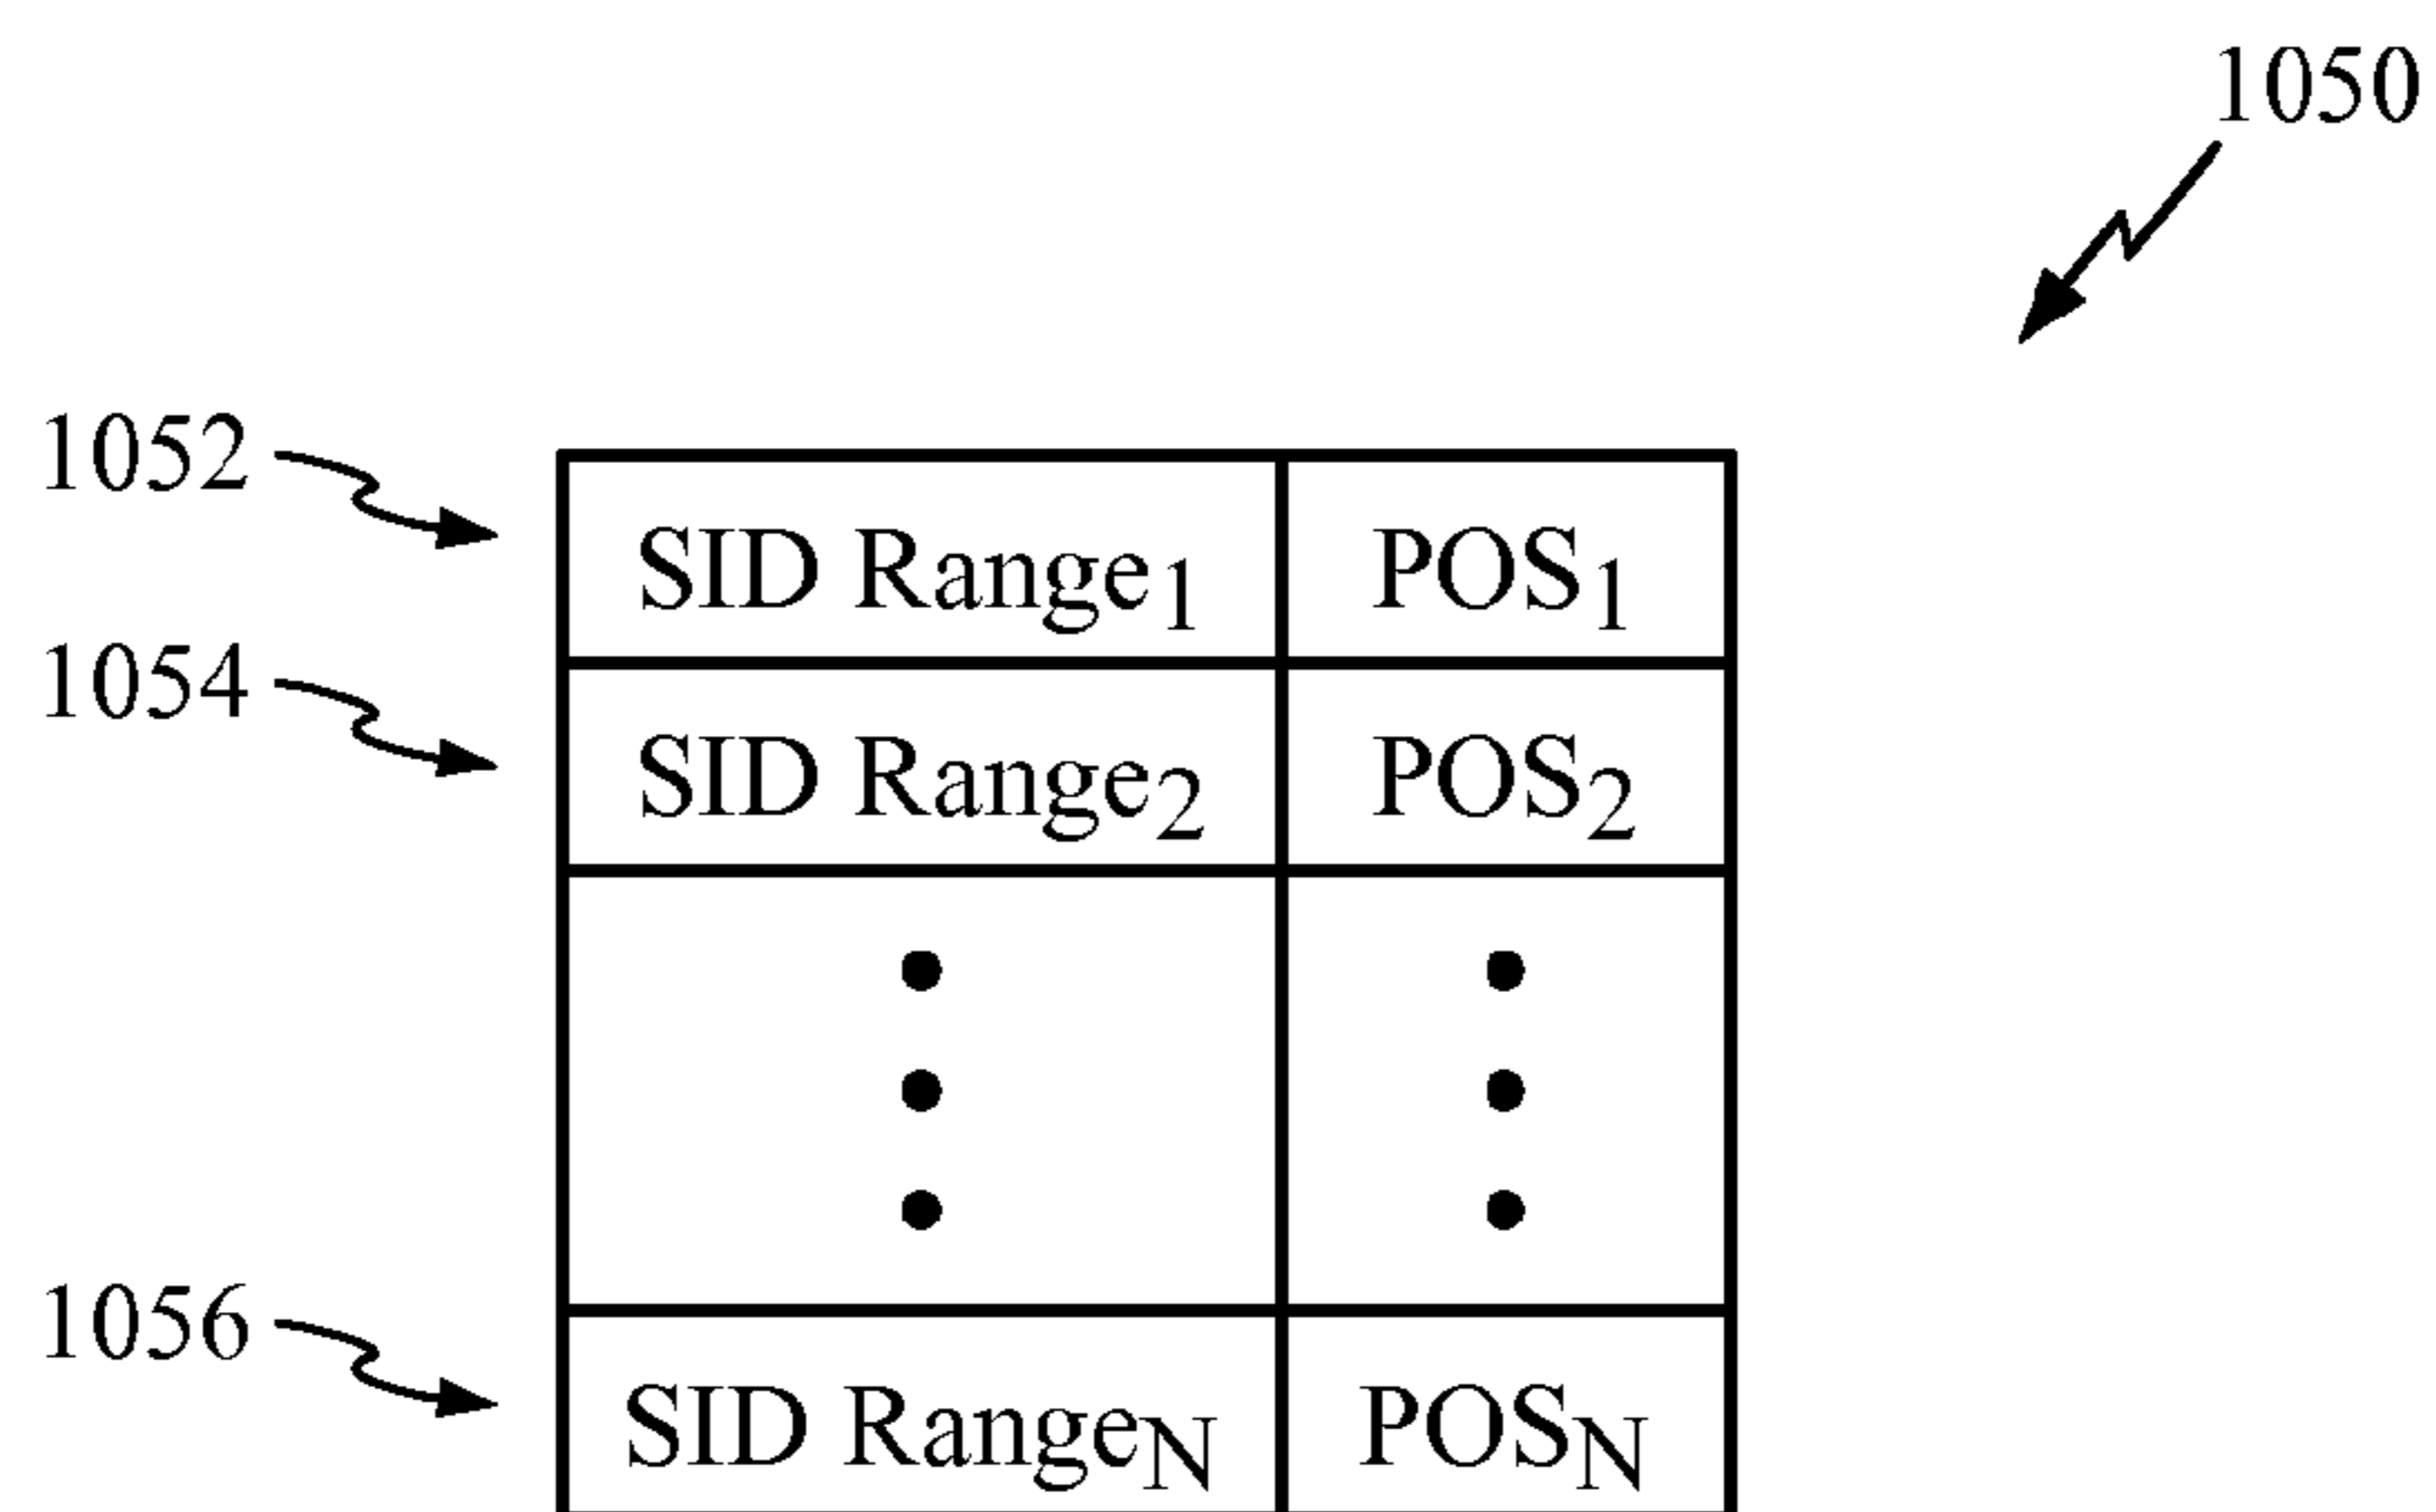 1050
1052
SID Range1 POS1
1054
SID Range2 POS2
1056
SID RangeN POSN